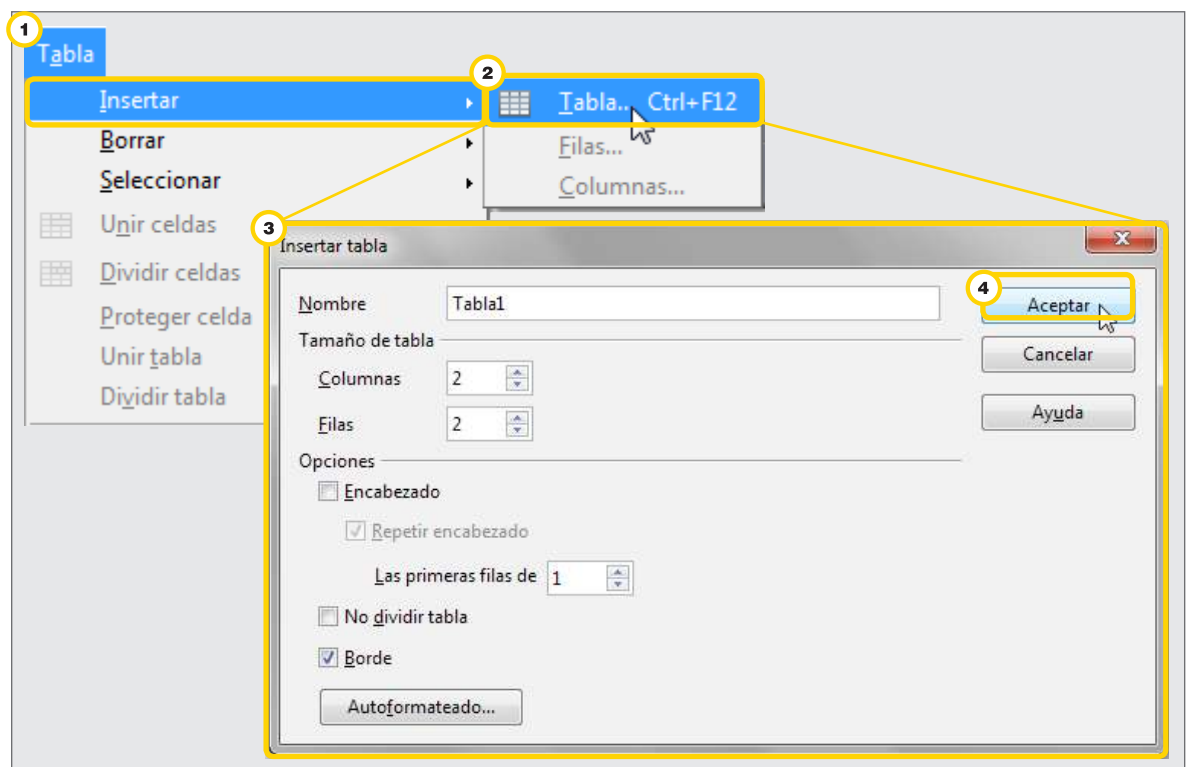 1
Tabla
2
Insertar
Tabla... Ctrl+F12
Borrar
Filas...
Seleccionar
Columnas...
Unir celdas
Dividir celdas
Proteger celda
Unir tabla
Dividir tabla
3
Insertar tabla
4
Nombre Tabla1
Aceptar
Tamaño de tabla
Cancelar
Columnas 2
Ayuda
Filas 2
Opciones
Encabezado
Repetir encabezado
Las primeras filas de 1
No dividir tabla
Borde
Autoformateado...